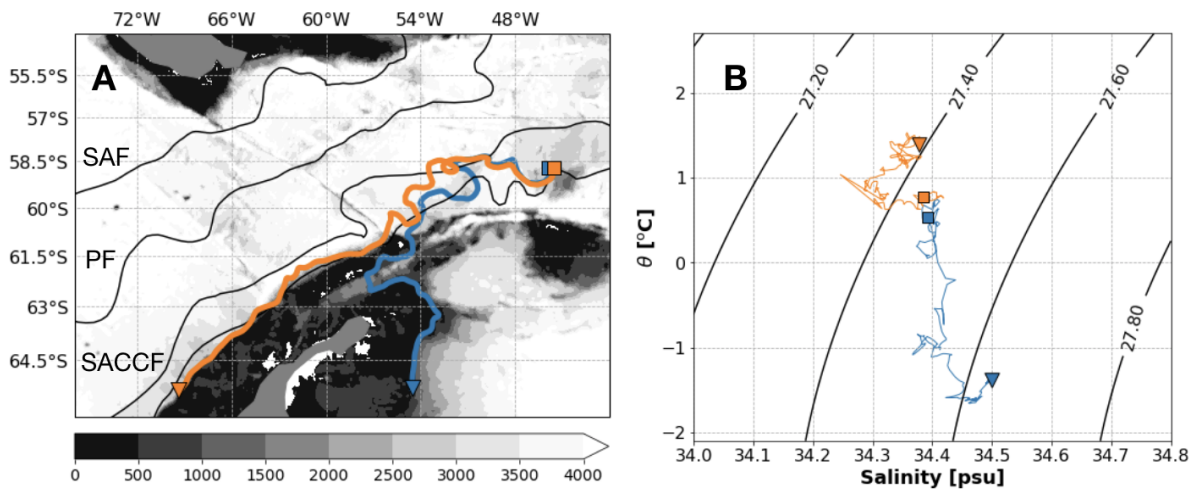 72°W 66°W 60°W 54°W 48°W
A
55.5°S
57°S
58.5°S
60°S
61.5°S
63°S
64.5°S
SAF
PF
SACCF
0 500 1000 1500 2000 2500 3000 3500 4000
B
27.20
27.40
27.60
27.80
θ [°C]
2
1
0
−1
−2
34.0 34.1 34.2 34.3 34.4 34.5 34.6 34.7 34.8
Salinity [psu]